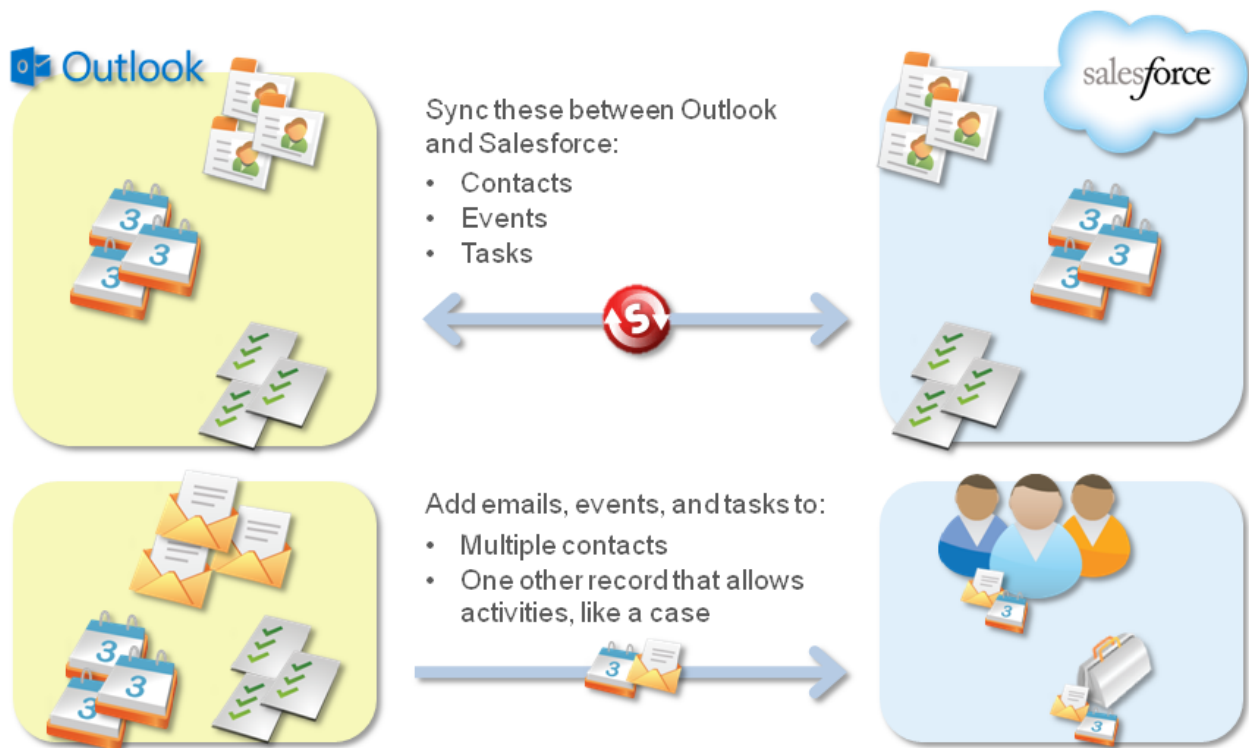 Outlook
salesforce
Sync these between Outlook
and Salesforce:
• Contacts
• Events
• Tasks
3
3
3
3
3
3
S
Add emails, events, and tasks to:
• Multiple contacts
• One other record that allows
activities, like a case
3
3
3
3
3
3